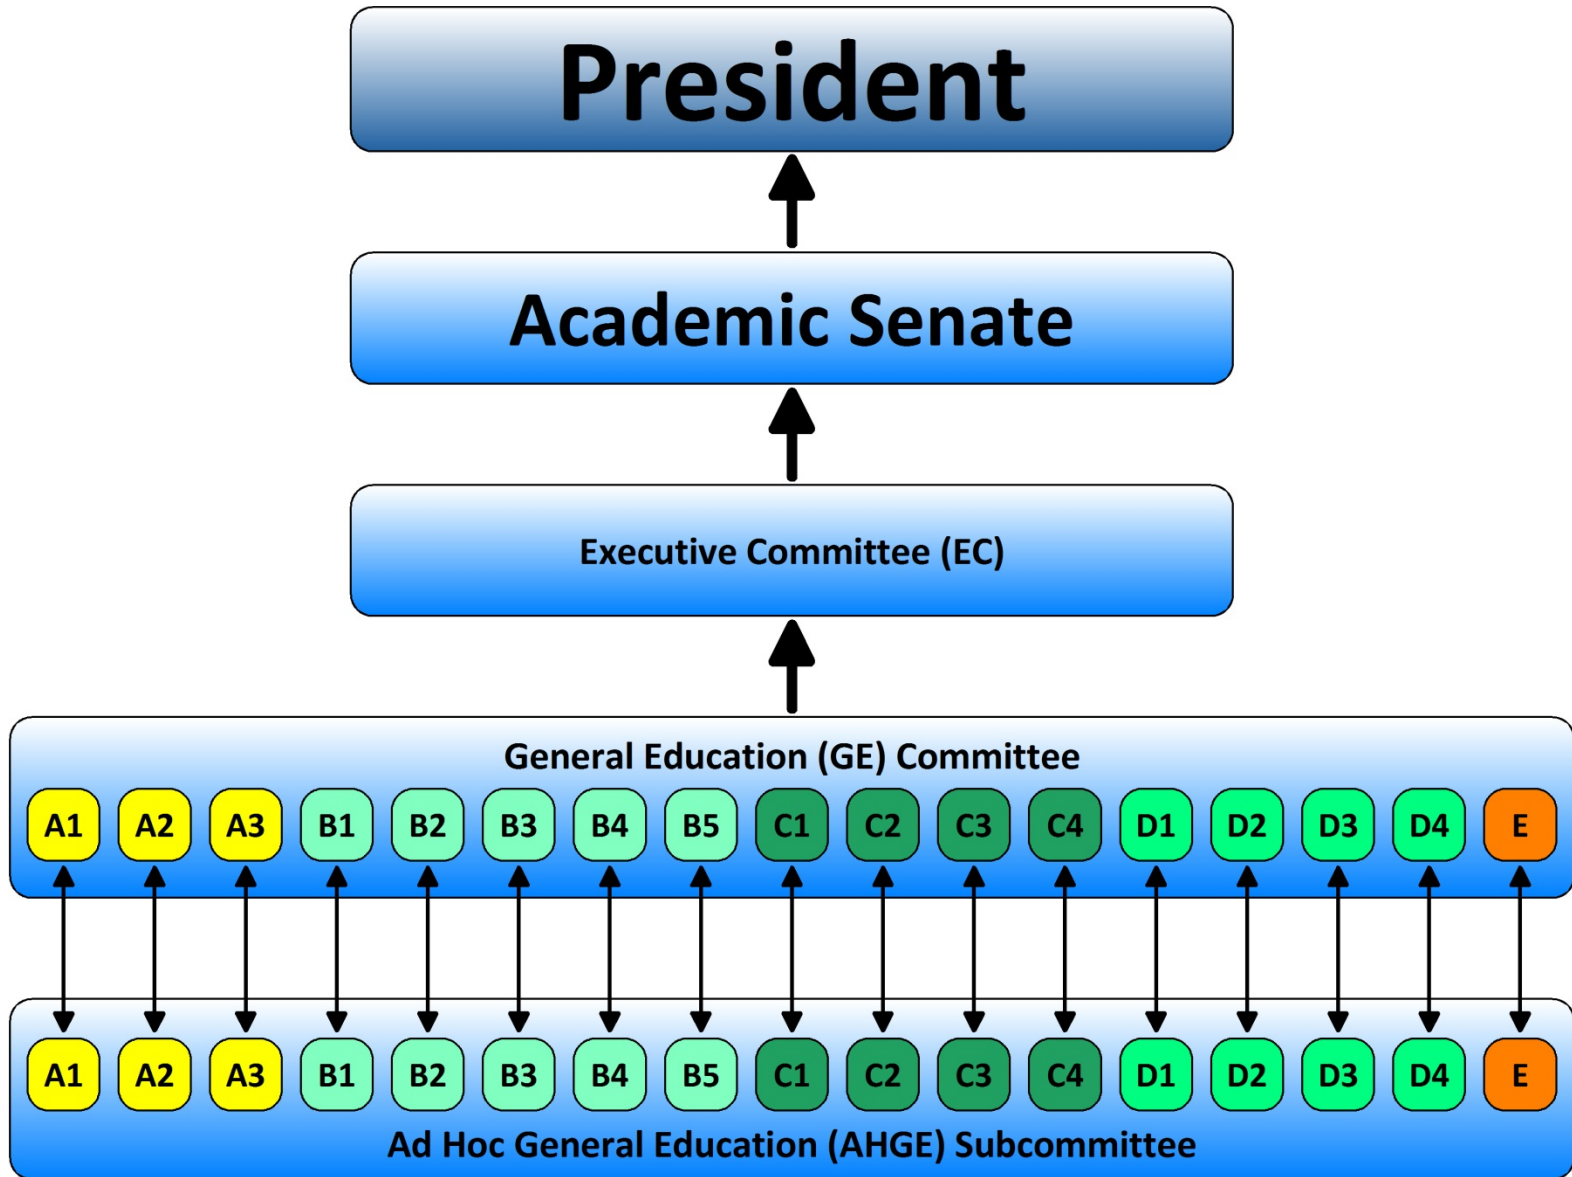 President
Academic Senate
Executive Committee (EC)
General Education (GE) Committee
A1 A2 A3 B1 B2 B3 B4 B5 C1 C2 C3 C4 D1 D2 D3 D4 E
A1 A2 A3 B1 B2 B3 B4 B5 C1 C2 C3 C4 D1 D2 D3 D4 E
Ad Hoc General Education (AHGE) Subcommittee